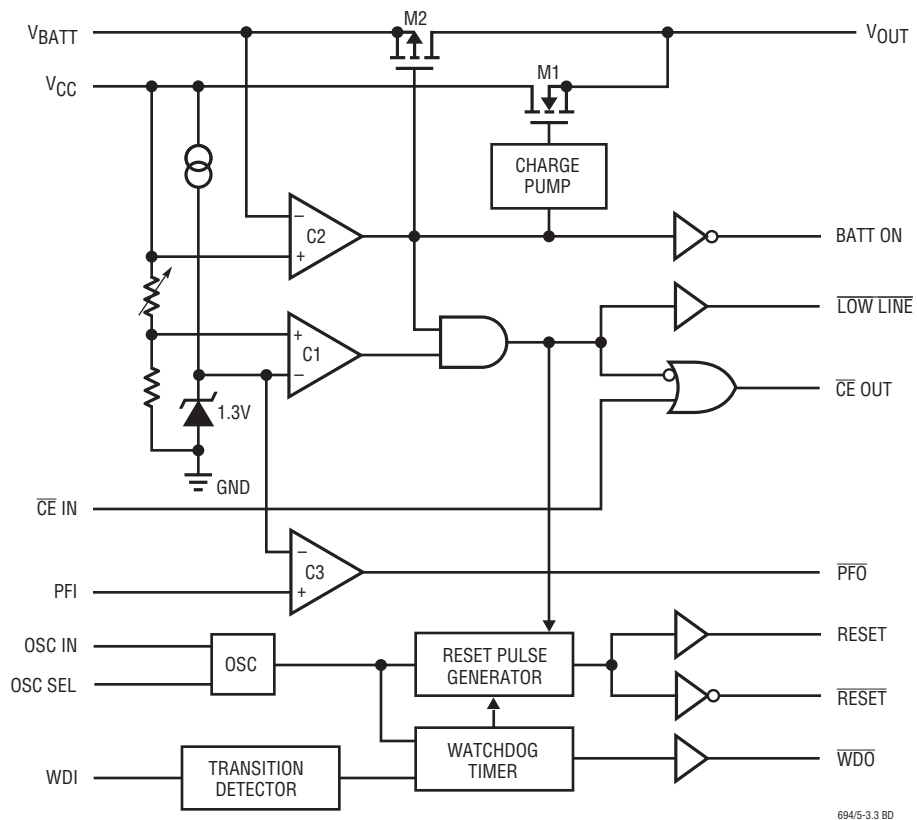 M2
VBATT
VOUT
VCC
M1
CHARGE
PUMP
−
C2
+
BATT ON
LOW LINE
+
C1
−
1.3V
CE OUT
GND
CE IN
−
C3
+
PFI
PFO
OSC IN
OSC
OSC SEL
RESET PULSE
GENERATOR
RESET
RESET
WDI
TRANSITION
DETECTOR
WATCHDOG
TIMER
WDO
694/5-3.3 BD